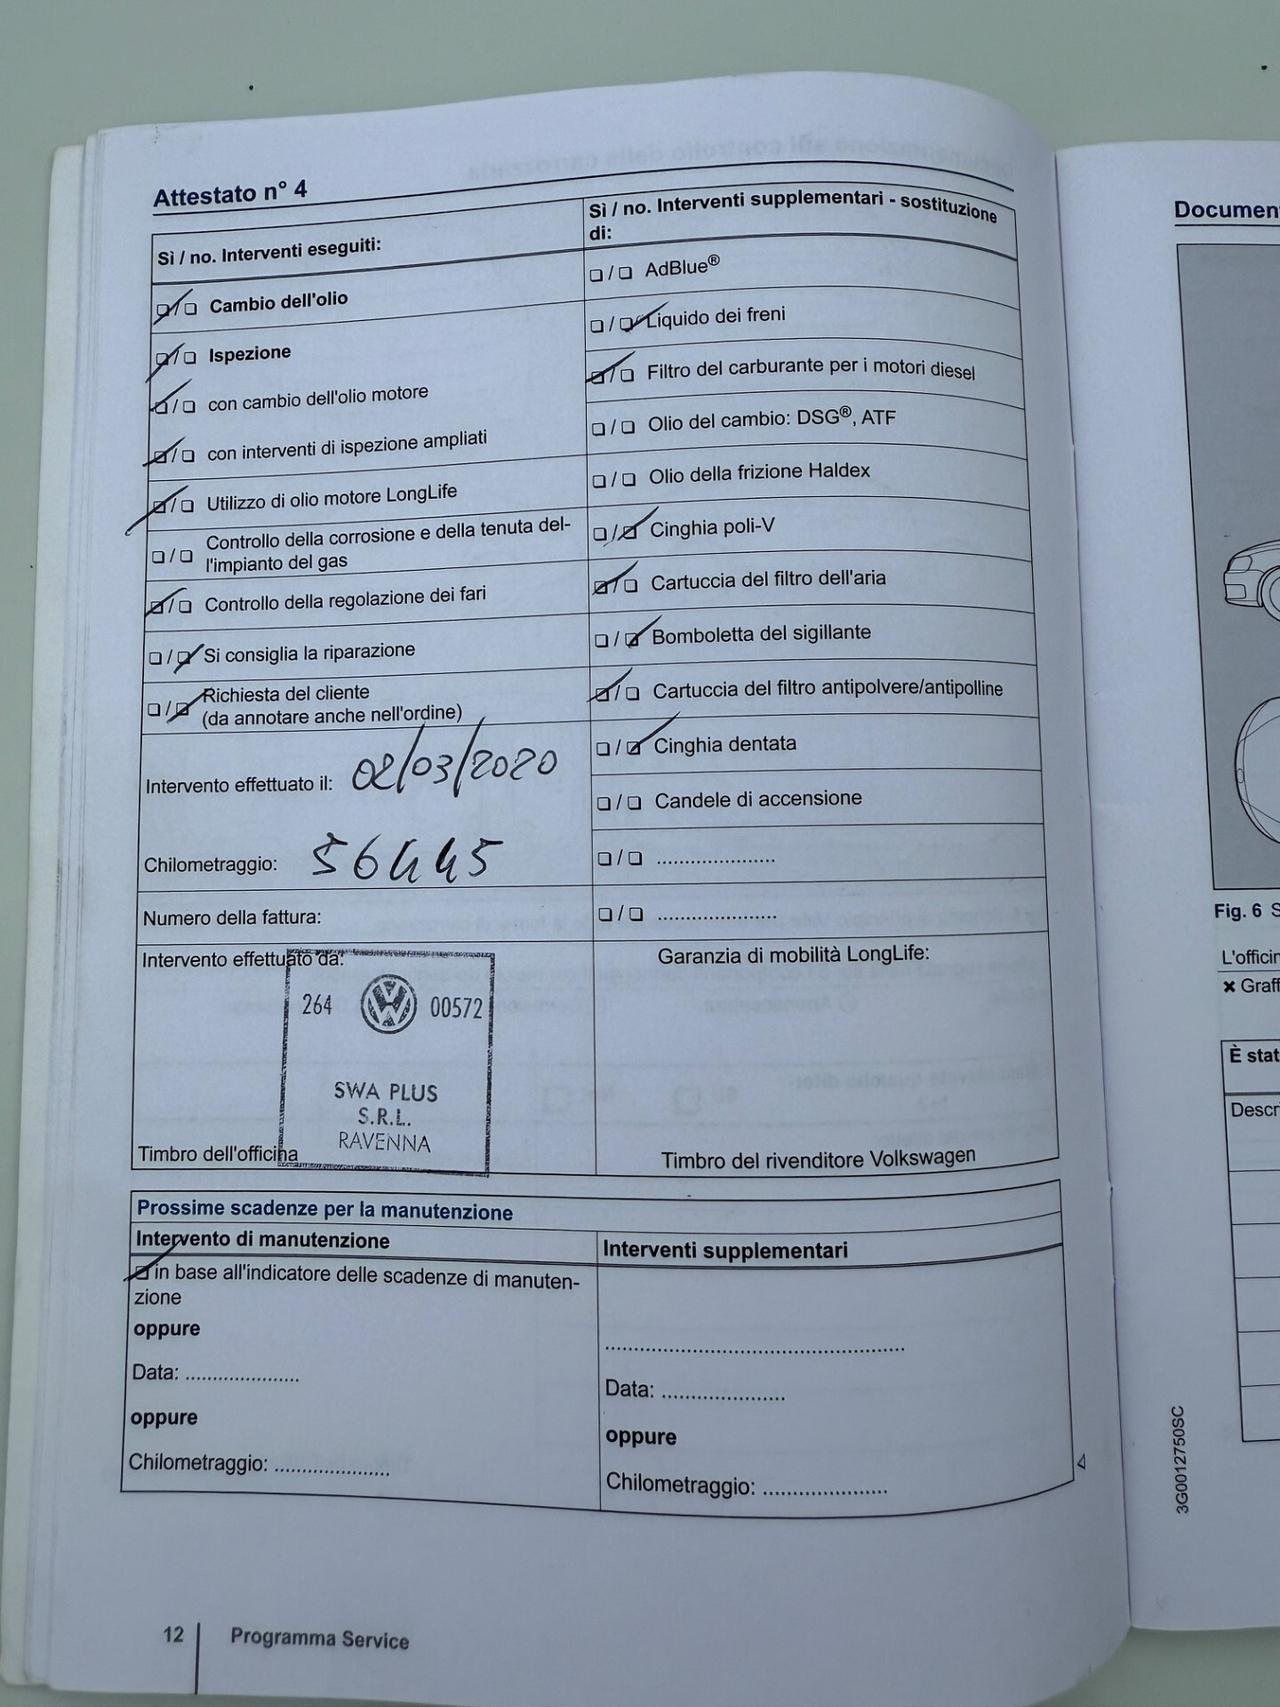 Attestato n° 4
Sì / no. Interventi eseguiti:
❏ / ❏ Cambio dell'olio
❏ / ❏ Ispezione
❏ / ❏ con cambio dell'olio motore
❏ / ❏ con interventi di ispezione ampliati
❏ / ❏ Utilizzo di olio motore LongLife
❏ / ❏ Controllo della corrosione e della tenuta del-
l'impianto del gas
❏ / ❏ Controllo della regolazione dei fari
❏ / ❏ Si consiglia la riparazione
❏ / ❏ Richiesta del cliente
(da annotare anche nell'ordine)
Intervento effettuato il: 02/03/2020
Chilometraggio: 56445
Numero della fattura:
Intervento effettuato da:
264 00572
SWA PLUS
S.R.L.
RAVENNA
Timbro dell'officina
Sì / no. Interventi supplementari - sostituzione
di:
❏ / ❏ AdBlue®
❏ / ❏ Liquido dei freni
❏ / ❏ Filtro del carburante per i motori diesel
❏ / ❏ Olio del cambio: DSG®, ATF
❏ / ❏ Olio della frizione Haldex
❏ / ❏ Cinghia poli-V
❏ / ❏ Cartuccia del filtro dell'aria
❏ / ❏ Bomboletta del sigillante
❏ / ❏ Cartuccia del filtro antipolvere/antipolline
❏ / ❏ Cinghia dentata
❏ / ❏ Candele di accensione
❏ / ❏ .....................
❏ / ❏ .....................
Garanzia di mobilità LongLife:
Timbro del rivenditore Volkswagen
Prossime scadenze per la manutenzione
Intervento di manutenzione
❏ in base all'indicatore delle scadenze di manuten-
zione
oppure
Data: .....................
oppure
Chilometraggio: .....................
Interventi supplementari
.....................................................
Data: ......................
oppure
Chilometraggio: ......................
12 Programma Service
Documen
Fig. 6 S
L'officin
✖ Graff
È stat
Descri
3G0012750SC